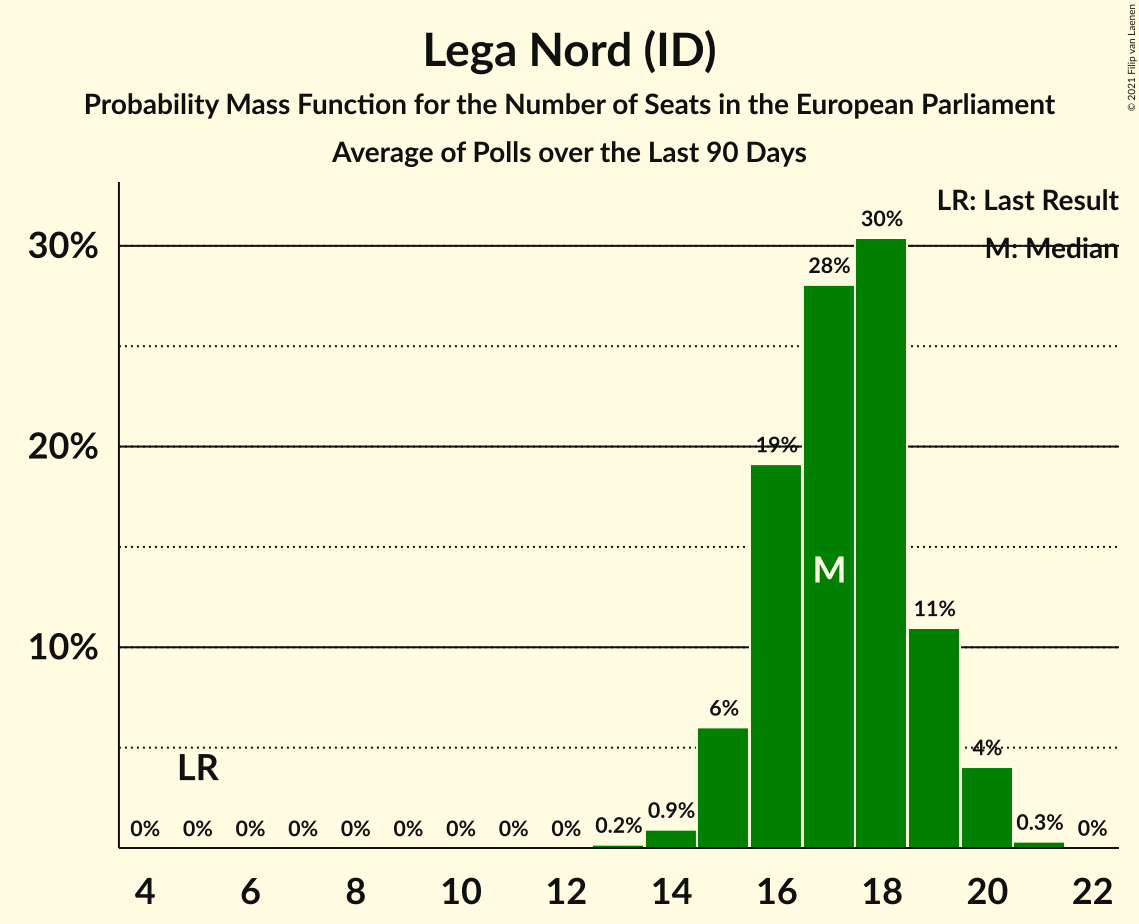 Lega Nord (ID)
Probability Mass Function for the Number of Seats in the European Parliament
Average of Polls over the Last 90 Days
© 2021 Filip van Laenen
LR: Last Result
M: Median
30%
20%
10%
30%
28%
19%
M
11%
6%
4%
LR
0% 0% 0% 0% 0% 0% 0% 0% 0% 0.2% 0.9% 0.3% 0%
4 6 8 10 12 14 16 18 20 22